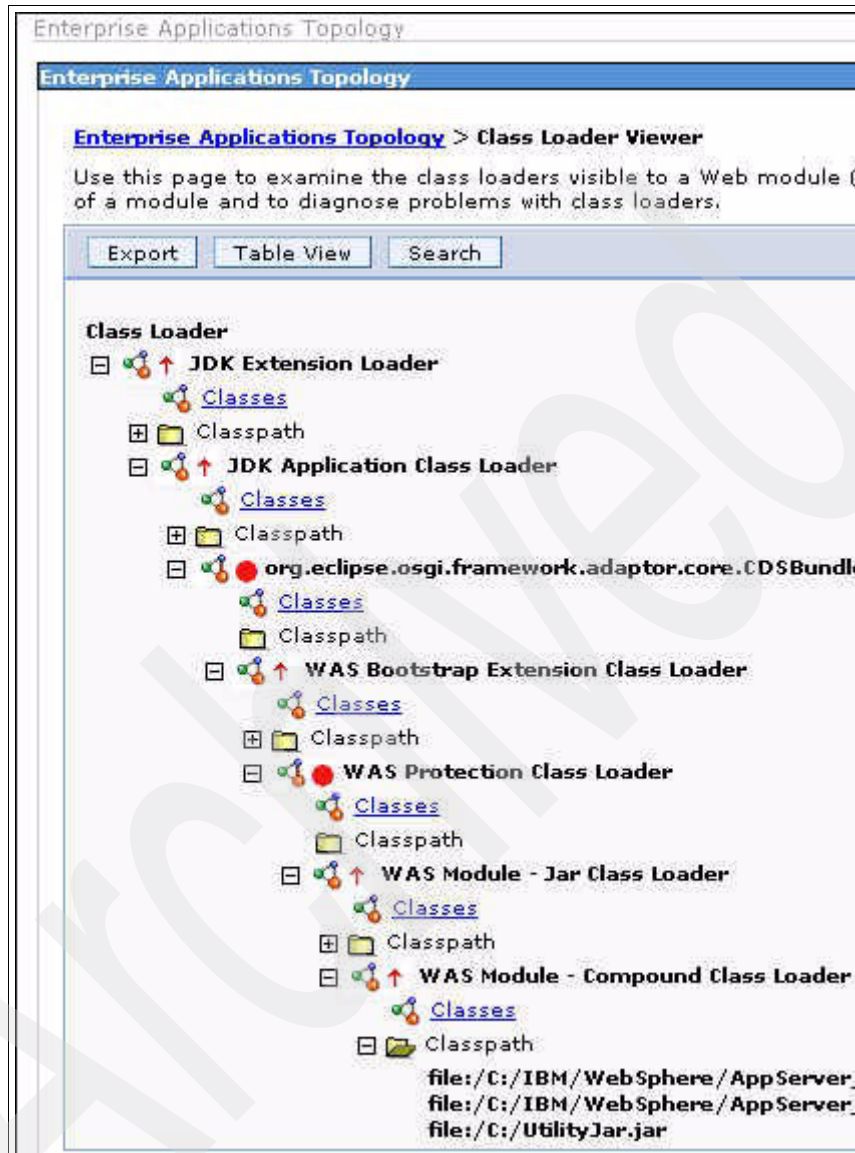 Enterprise Applications Topology
Enterprise Applications Topology
Enterprise Applications Topology > Class Loader Viewer
Use this page to examine the class loaders visible to a Web module (
of a module and to diagnose problems with class loaders.
Export Table View Search
Class Loader
JDK Extension Loader
Classes
Classpath
JDK Application Class Loader
Classes
Classpath
org.eclipse.osgi.framework.adaptor.core.CDSBundle
Classes
Classpath
WAS Bootstrap Extension Class Loader
Classes
Classpath
WAS Protection Class Loader
Classes
Classpath
WAS Module - Jar Class Loader
Classes
Classpath
WAS Module - Compound Class Loader
Classes
Classpath
file:/C:/IBM/WebSphere/AppServer_
file:/C:/IBM/WebSphere/AppServer_
file:/C:/UtilityJar.jar
Archived